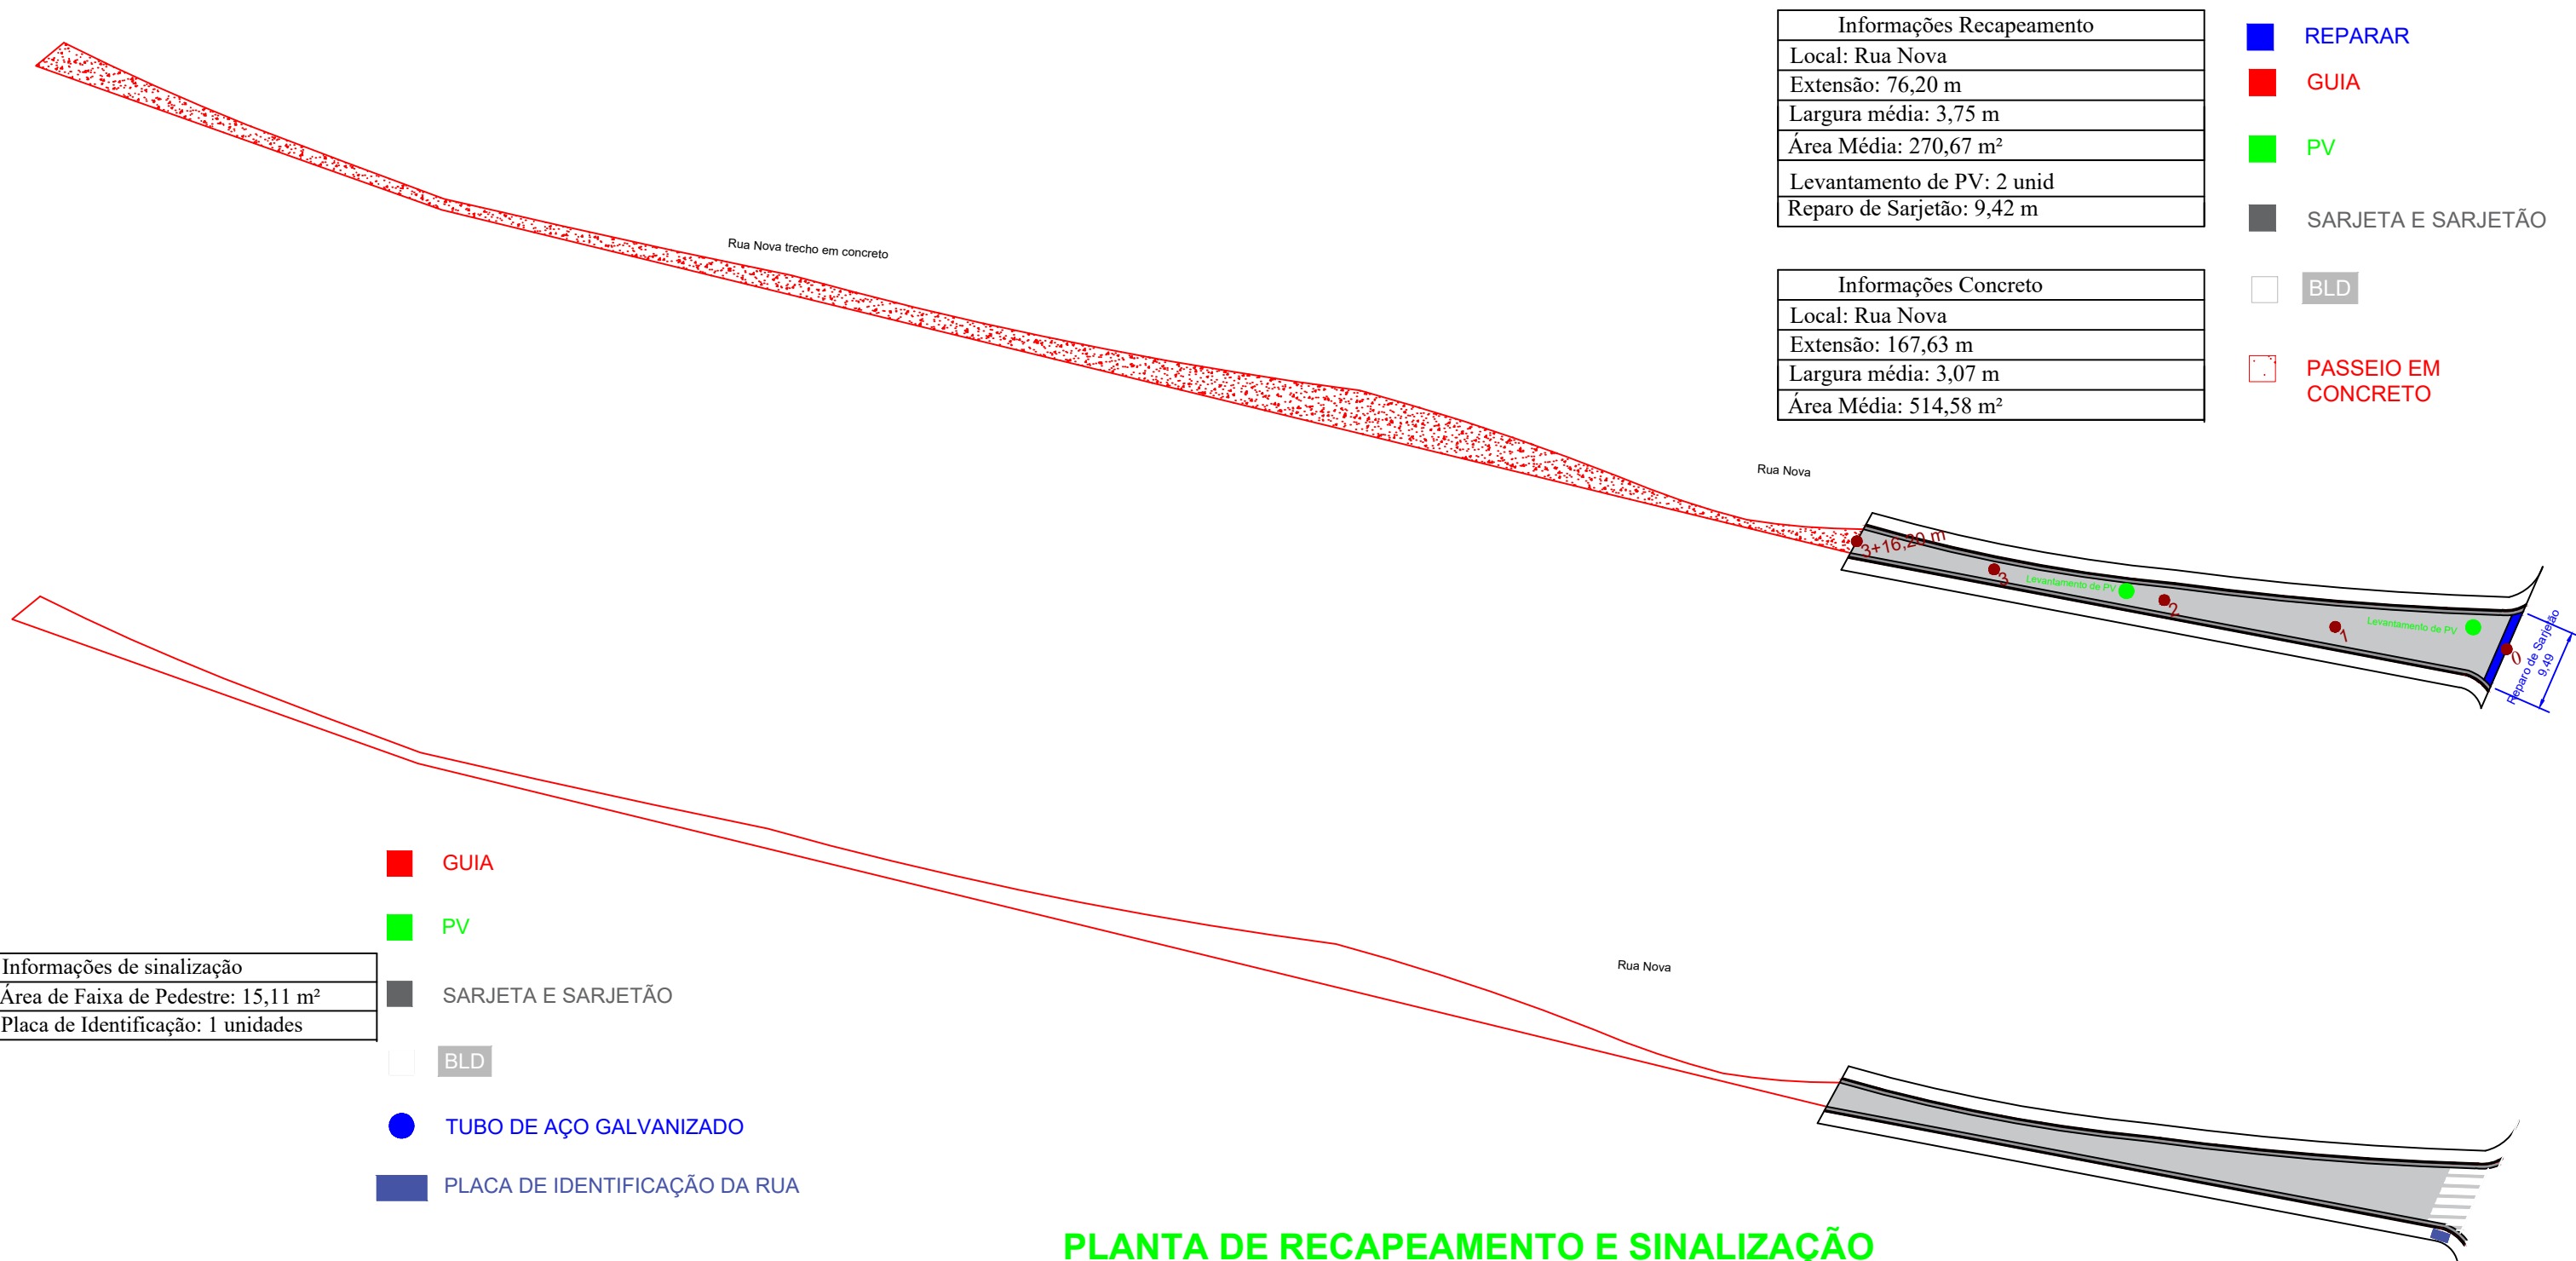 Informações Recapeamento
Local: Rua Nova
Extensão: 76,20 m
Largura média: 3,75 m
Área Média: 270,67 m²
Levantamento de PV: 2 unid
Reparo de Sarjetão: 9,42 m
REPARAR
GUIA
PV
SARJETA E SARJETÃO
BLD
PASSEIO EM
CONCRETO
Informações Concreto
Local: Rua Nova
Extensão: 167,63 m
Largura média: 3,07 m
Área Média: 514,58 m²
Rua Nova trecho em concreto
Rua Nova
3+16,20 m
3
Levantamento de PV
2
1
Levantamento de PV
0
Reparo de Sarjetão
9,49
GUIA
PV
SARJETA E SARJETÃO
BLD
TUBO DE AÇO GALVANIZADO
PLACA DE IDENTIFICAÇÃO DA RUA
Informações de sinalização
Área de Faixa de Pedestre: 15,11 m²
Placa de Identificação: 1 unidades
Rua Nova
PLANTA DE RECAPEAMENTO E SINALIZAÇÃO